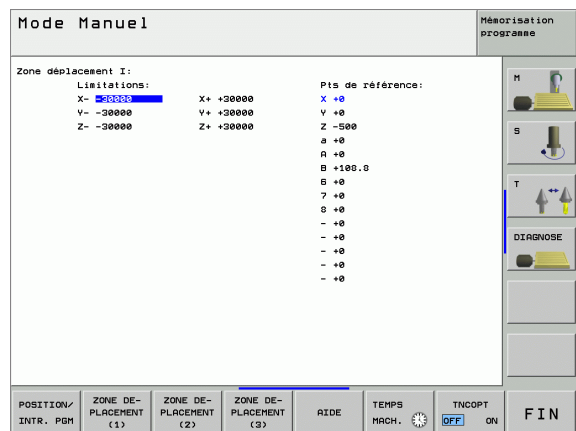 Mode Manuel
Mémorisation
programme
Zone déplacement I:
Limitations:
X- -30000 X+ +30000
Y- -30000 Y+ +30000
Z- -30000 Z+ +30000
Pts de référence:
X +0
Y +0
Z -500
a +0
A +0
B +108.8
6 +0
7 +0
8 +0
- +0
- +0
- +0
- +0
- +0
M
S
T
DIAGNOSE
POSITION/
INTR. PGM
ZONE DE-
PLACEMENT
(1)
ZONE DE-
PLACEMENT
(2)
ZONE DE-
PLACEMENT
(3)
AIDE
TEMPS
MACH.
TNCOPT
OFF ON
FIN